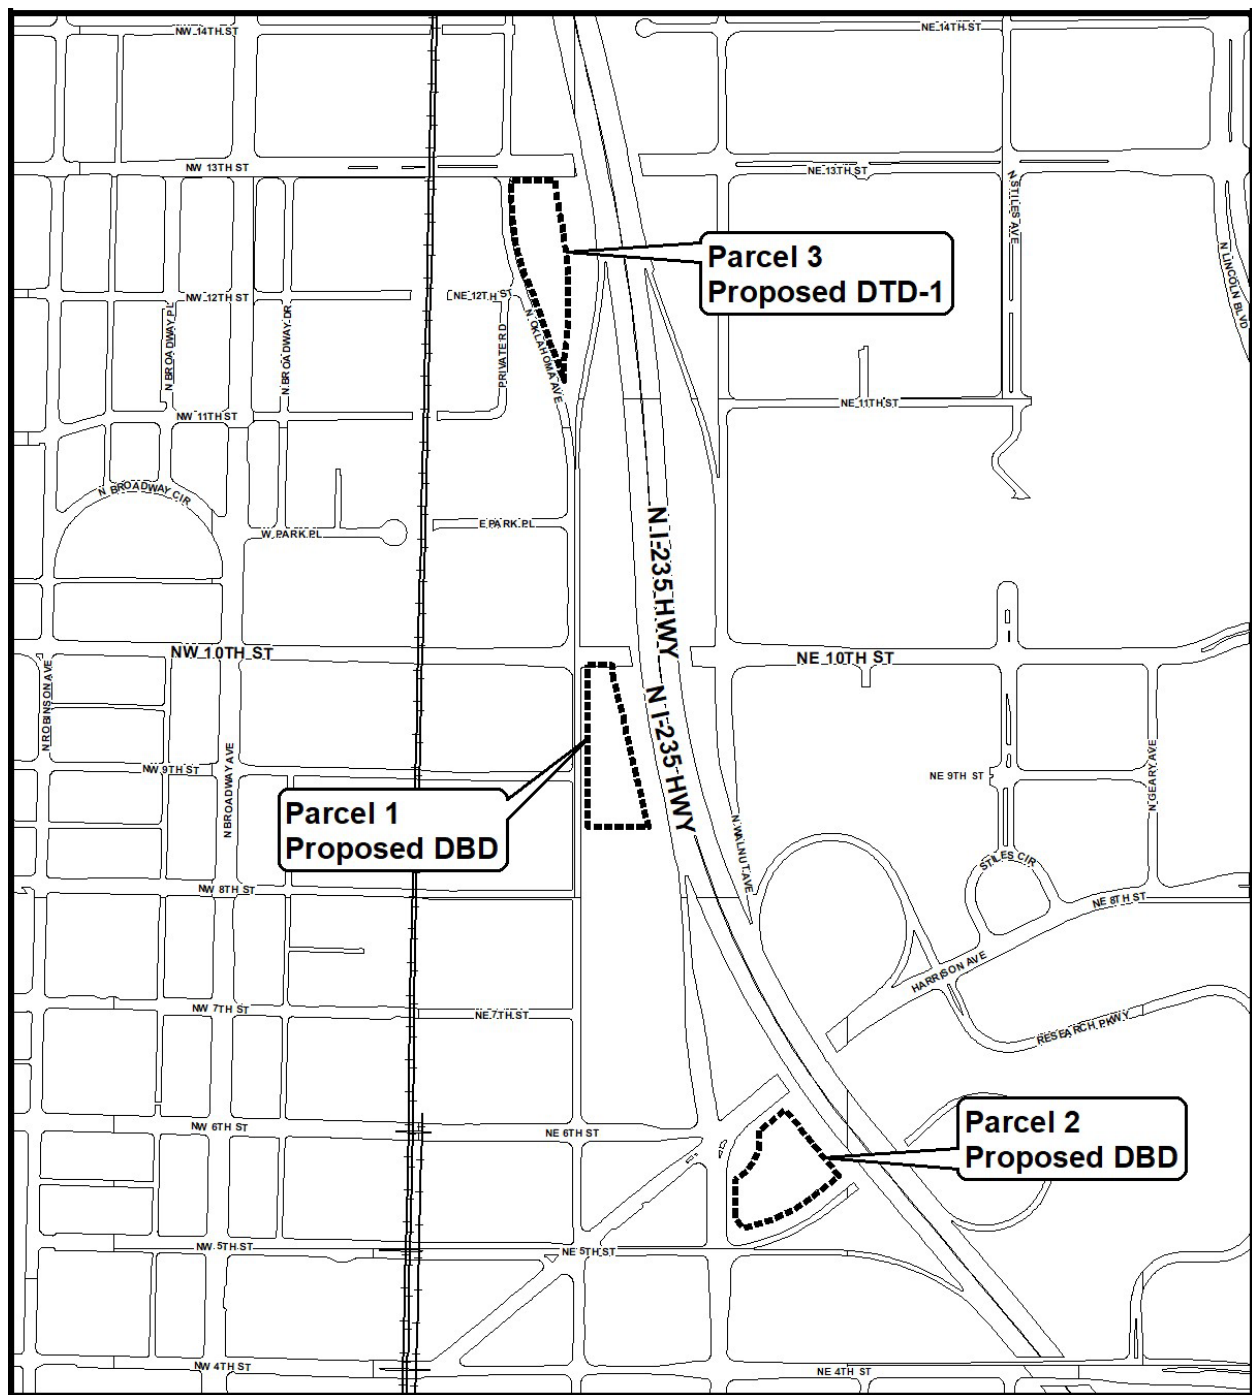 NW 14TH ST
NE 14TH ST
NW 13TH ST
NE 13TH ST
N STILES AVE
N LINCOLN BLVD
Parcel 3
Proposed DTD-1
NW 12TH ST
NE 12TH ST
N OKLAHOMA AVE
PRIVATE RD
N BROADWAY PL
N BROADWAY DR
NW 11TH ST
NE 11TH ST
N BROADWAY CIR
W PARK PL
E PARK PL
N I-235 HWY
NW 10TH ST
NE 10TH ST
N ROBINSON AVE
N I-235 HWY
NW 9TH ST
N BROADWAY AVE
NE 9TH ST
N GEARY AVE
Parcel 1
Proposed DBD
N WALNUT AVE
STILES CIR
NW 8TH ST
NE 8TH ST
HARRISON AVE
NW 7TH ST
NE 7TH ST
RESEARCH PKWY
Parcel 2
Proposed DBD
NW 6TH ST
NE 6TH ST
NW 5TH ST
NE 5TH ST
NW 4TH ST
NE 4TH ST